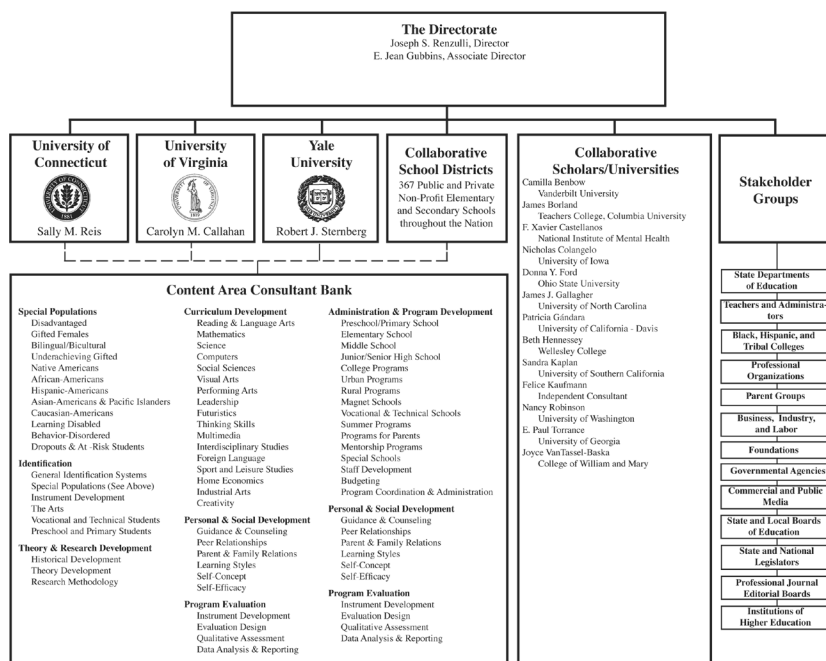 The Directorate
Joseph S. Renzulli, Director
E. Jean Gubbins, Associate Director
University of
Connecticut
Sally M. Reis
University
of Virginia
Carolyn M. Callahan
Yale
University
Robert J. Sternberg
Collaborative
School Districts
367 Public and Private
Non-Profit Elementary
and Secondary Schools
throughout the Nation
Content Area Consultant Bank
Special Populations
Disadvantaged
Gifted Females
Bilingual/Bicultural
Underachieving Gifted
Native Americans
African-Americans
Hispanic-Americans
Asian-Americans & Pacific Islanders
Caucasian-Americans
Learning Disabled
Behavior-Disordered
Dropouts & At -Risk Students
Identification
General Identification Systems
Special Populations (See Above)
Instrument Development
The Arts
Vocational and Technical Students
Preschool and Primary Students
Theory & Research Development
Historical Development
Theory Development
Research Methodology
Curriculum Development
Reading & Language Arts
Mathematics
Science
Computers
Social Sciences
Visual Arts
Performing Arts
Leadership
Futuristics
Thinking Skills
Multimedia
Interdisciplinary Studies
Foreign Language
Sport and Leisure Studies
Home Economics
Industrial Arts
Creativity
Personal & Social Development
Guidance & Counseling
Peer Relationships
Parent & Family Relations
Learning Styles
Self-Concept
Self-Efficacy
Program Evaluation
Instrument Development
Evaluation Design
Qualitative Assessment
Data Analysis & Reporting
Administration & Program Development
Preschool/Primary School
Elementary School
Middle School
Junior/Senior High School
College Programs
Urban Programs
Rural Programs
Magnet Schools
Vocational & Technical Schools
Summer Programs
Programs for Parents
Mentorship Programs
Special Schools
Staff Development
Budgeting
Program Coordination & Administration
Personal & Social Development
Guidance & Counseling
Peer Relationships
Parent & Family Relations
Learning Styles
Self-Concept
Self-Efficacy
Program Evaluation
Instrument Development
Evaluation Design
Qualitative Assessment
Data Analysis & Reporting
Collaborative
Scholars/Universities
Camilla Benbow
Vanderbilt University
James Borland
Teachers College, Columbia University
F. Xavier Castellanos
National Institute of Mental Health
Nicholas Colangelo
University of Iowa
Donna Y. Ford
Ohio State University
James J. Gallagher
University of North Carolina
Patricia Gándara
University of California - Davis
Beth Hennessey
Wellesley College
Sandra Kaplan
University of Southern California
Felice Kaufmann
Independent Consultant
Nancy Robinson
University of Washington
E. Paul Torrance
University of Georgia
Joyce VanTassel-Baska
College of William and Mary
Stakeholder
Groups
State Departments
of Education
Teachers and Administra-
tors
Black, Hispanic, and
Tribal Colleges
Professional
Organizations
Parent Groups
Business, Industry,
and Labor
Foundations
Governmental Agencies
Commercial and Public
Media
State and Local Boards
of Education
State and National
Legislators
Professional Journal
Editorial Boards
Institutions of
Higher Education